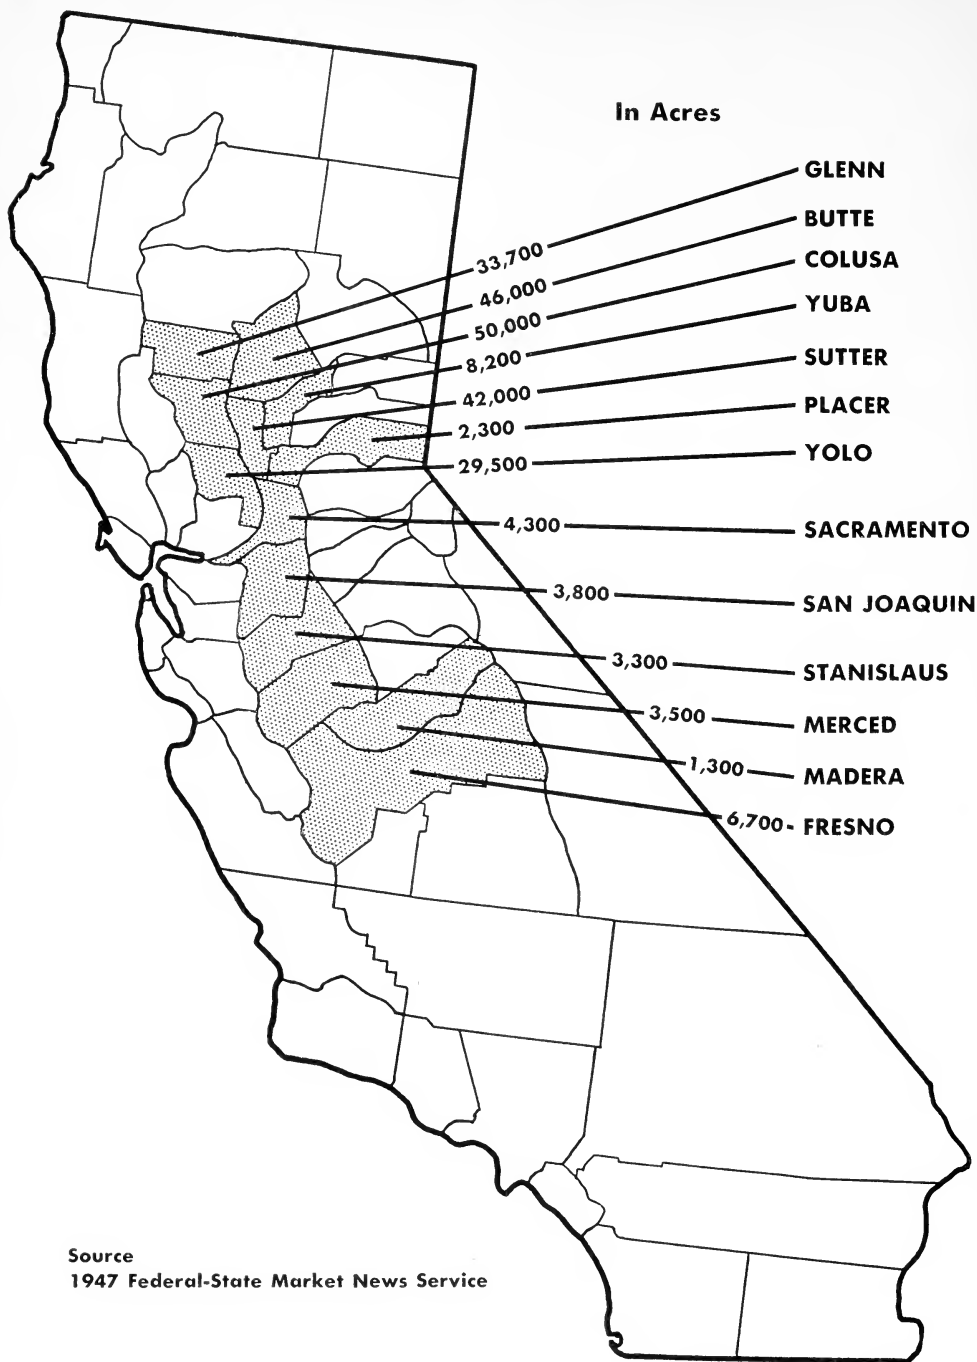 In Acres
33,700 GLENN
46,000 BUTTE
50,000 COLUSA
8,200 YUBA
42,000 SUTTER
2,300 PLACER
29,500 YOLO
4,300 SACRAMENTO
3,800 SAN JOAQUIN
3,300 STANISLAUS
3,500 MERCED
1,300 MADERA
6,700 FRESNO
Source
1947 Federal-State Market News Service